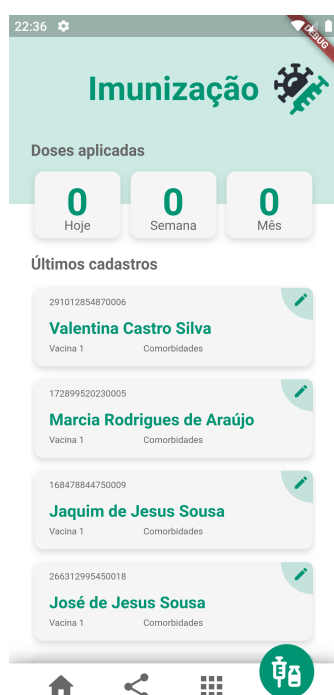 22:36
DEBUG
Imunização
Doses aplicadas
0 0 0
Hoje Semana Mês
Últimos cadastros
291012854870006
Valentina Castro Silva
Vacina 1 Comorbidades
172899520230005
Marcia Rodrigues de Araújo
Vacina 1 Comorbidades
168478844750009
Jaquim de Jesus Sousa
Vacina 1 Comorbidades
266312995450018
José de Jesus Sousa
Vacina 1 Comorbidades